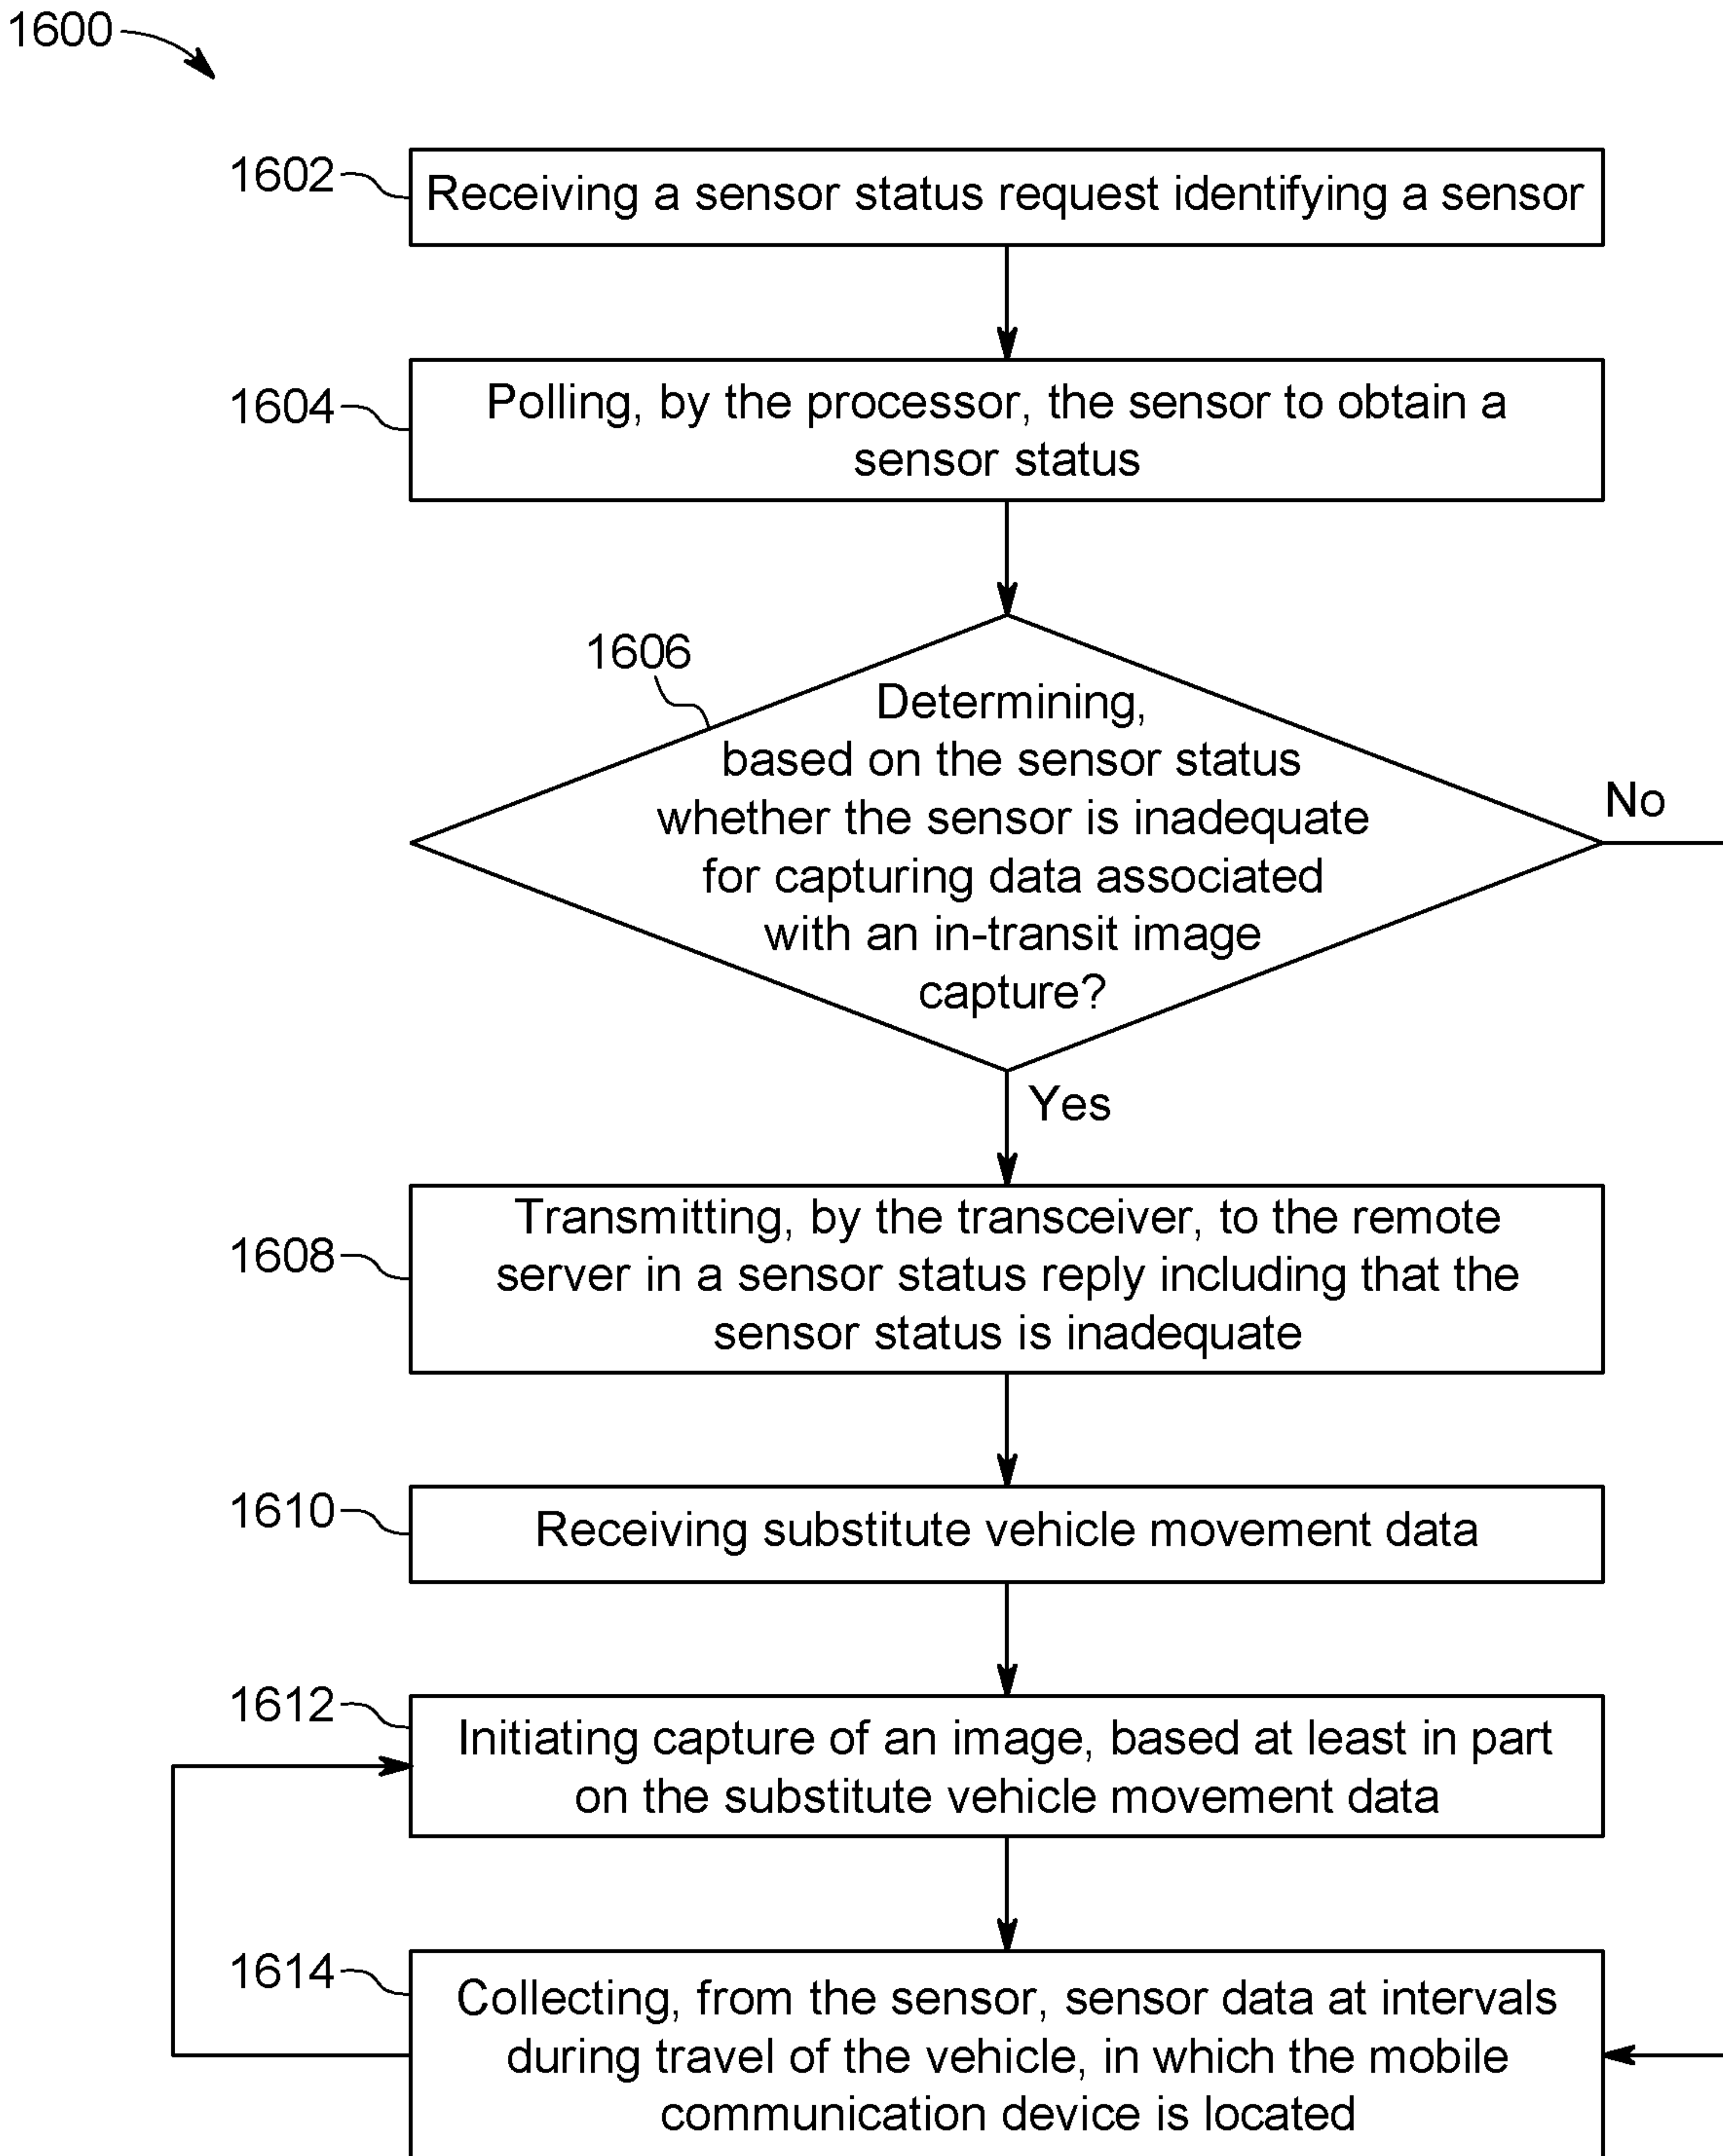 1600
1602
Receiving a sensor status request identifying a sensor
1604
Polling, by the processor, the sensor to obtain a
sensor status
1606
Determining,
based on the sensor status
whether the sensor is inadequate
for capturing data associated
with an in-transit image
capture?
No
Yes
1608
Transmitting, by the transceiver, to the remote
server in a sensor status reply including that the
sensor status is inadequate
1610
Receiving substitute vehicle movement data
1612
Initiating capture of an image, based at least in part
on the substitute vehicle movement data
1614
Collecting, from the sensor, sensor data at intervals
during travel of the vehicle, in which the mobile
communication device is located